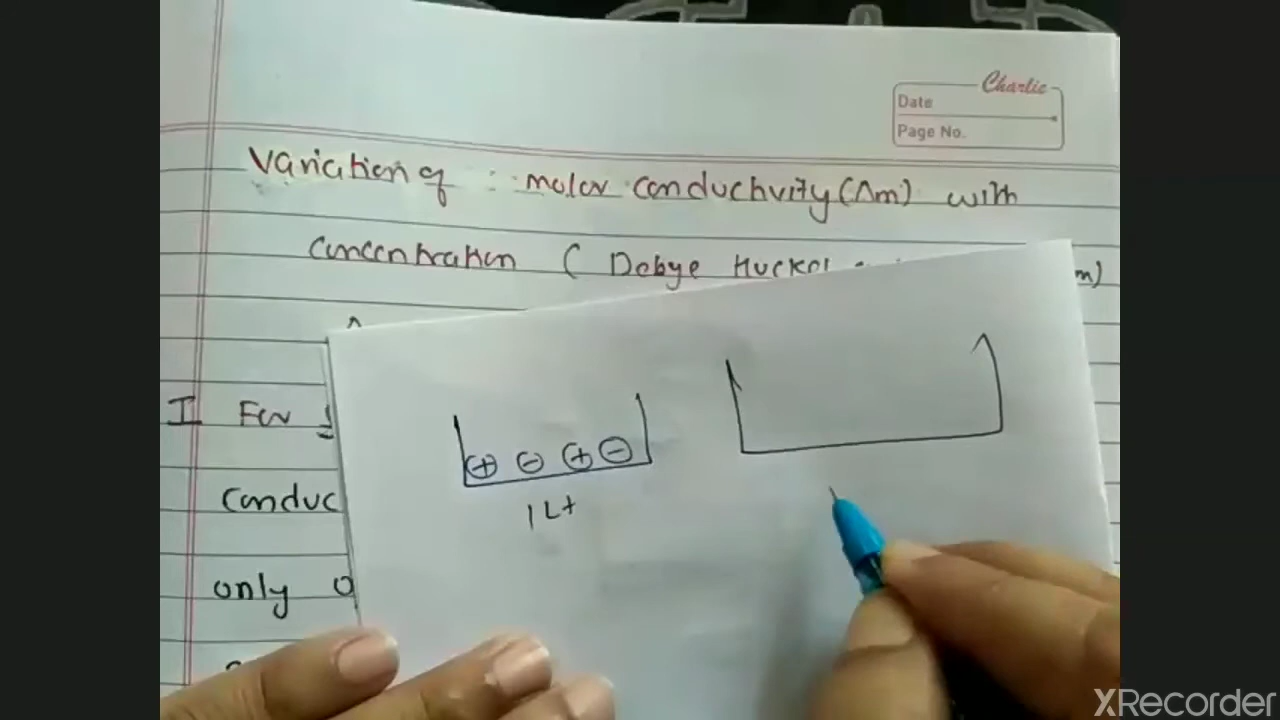 Charlie
Date
Page No.
Variation of : molar conductivity (Λm) with
concentration ( Debye Huckel m)
I For
conduc
only
⊕ ⊖ ⊕ ⊖
1 Lt
XRecorder